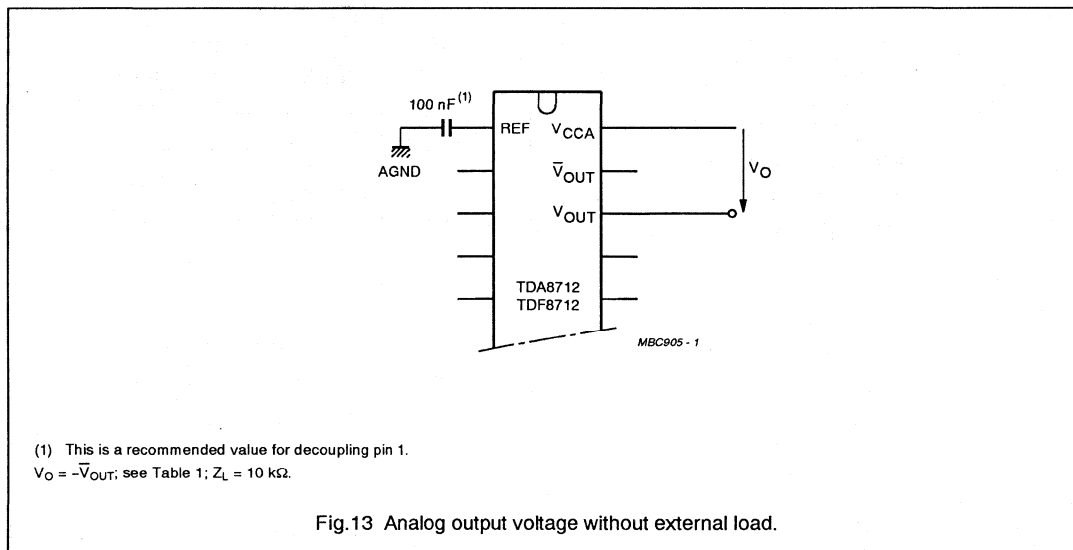 100 nF(1)
REF
VCCA
AGND
V̅OUT
VO
VOUT
TDA8712
TDF8712
MBC905 - 1
(1) This is a recommended value for decoupling pin 1.
VO = –V̅OUT; see Table 1; ZL = 10 kΩ.
Fig.13 Analog output voltage without external load.